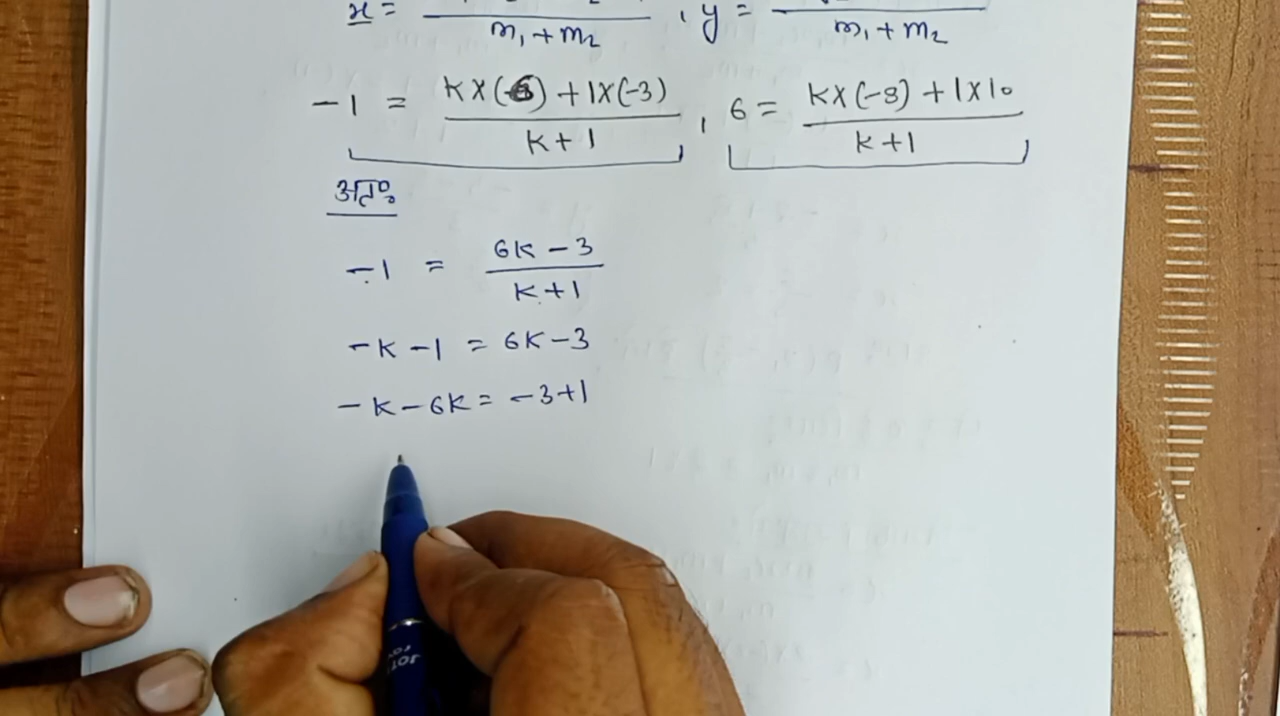 x = / m₁+m₂ , y = / m₁+m₂
-1 = K×(6)+1×(-3) / K+1 , 6 = K×(-8)+1×10 / K+1
अतः
-1 = 6K-3 / K+1
-K-1 = 6K-3
-K-6K = -3+1